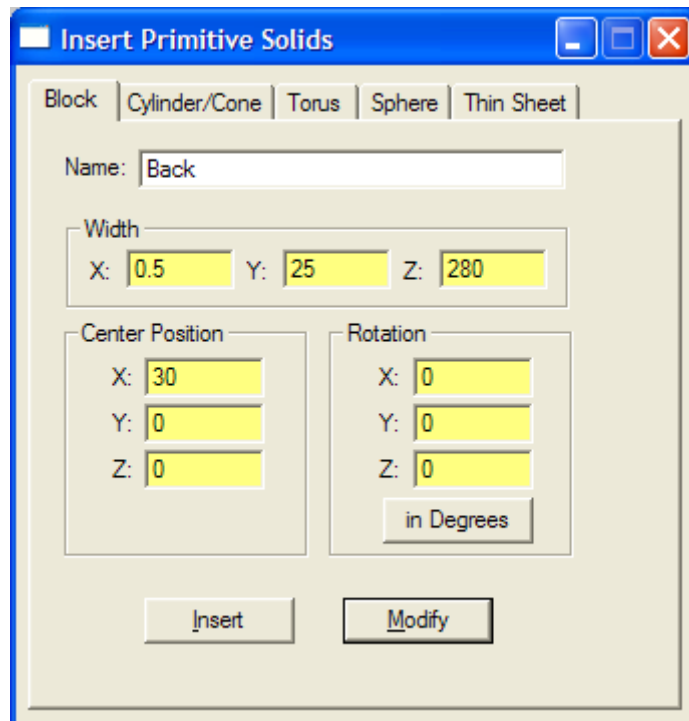 Insert Primitive Solids
Block Cylinder/Cone Torus Sphere Thin Sheet
Name: Back
Width
X: 0.5 Y: 25 Z: 280
Center Position
X: 30
Y: 0
Z: 0
Rotation
X: 0
Y: 0
Z: 0
in Degrees
Insert Modify